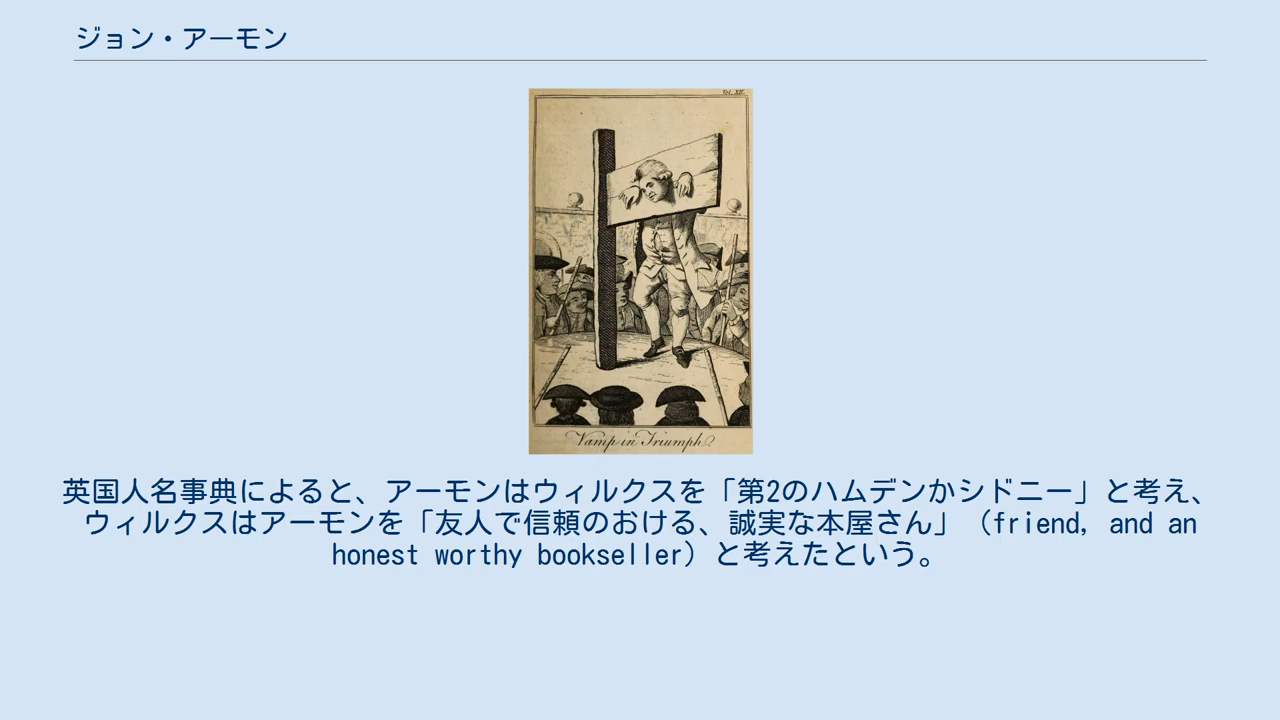 ジョン・アーモン
Vol. XII.
Vamp in Triumph
英国人名事典によると、アーモンはウィルクスを「第2のハムデンかシドニー」と考え、
ウィルクスはアーモンを「友人で信頼のおける、誠実な本屋さん」（friend, and an
honest worthy bookseller）と考えたという。